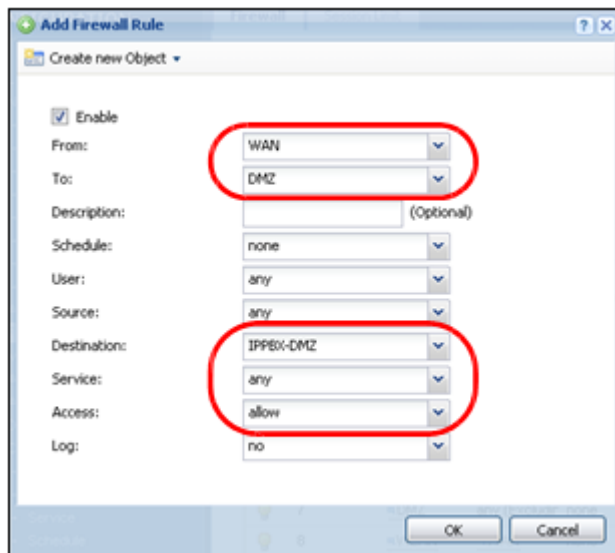 Add Firewall Rule
Create new Object
Enable
From: WAN
To: DMZ
Description: (Optional)
Schedule: none
User: any
Source: any
Destination: IPPBX-DMZ
Service: any
Access: allow
Log: no
OK Cancel